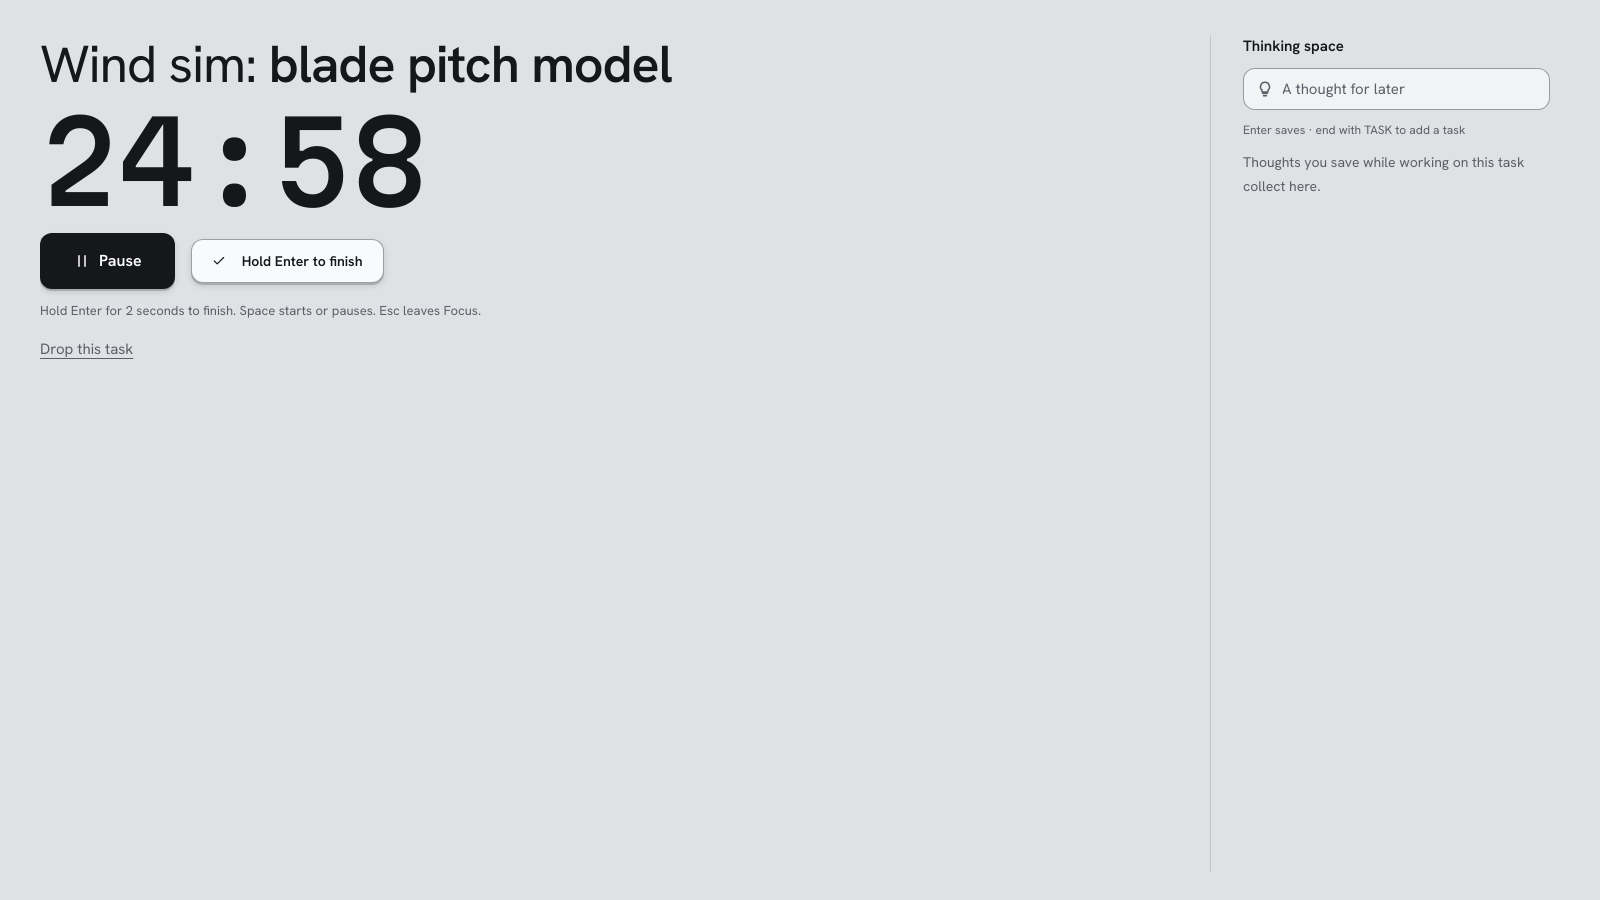 Wind sim: blade pitch model
24:58
Pause
Hold Enter to finish
Hold Enter for 2 seconds to finish. Space starts or pauses. Esc leaves Focus.
Drop this task
Thinking space
A thought for later
Enter saves · end with TASK to add a task
Thoughts you save while working on this task
collect here.